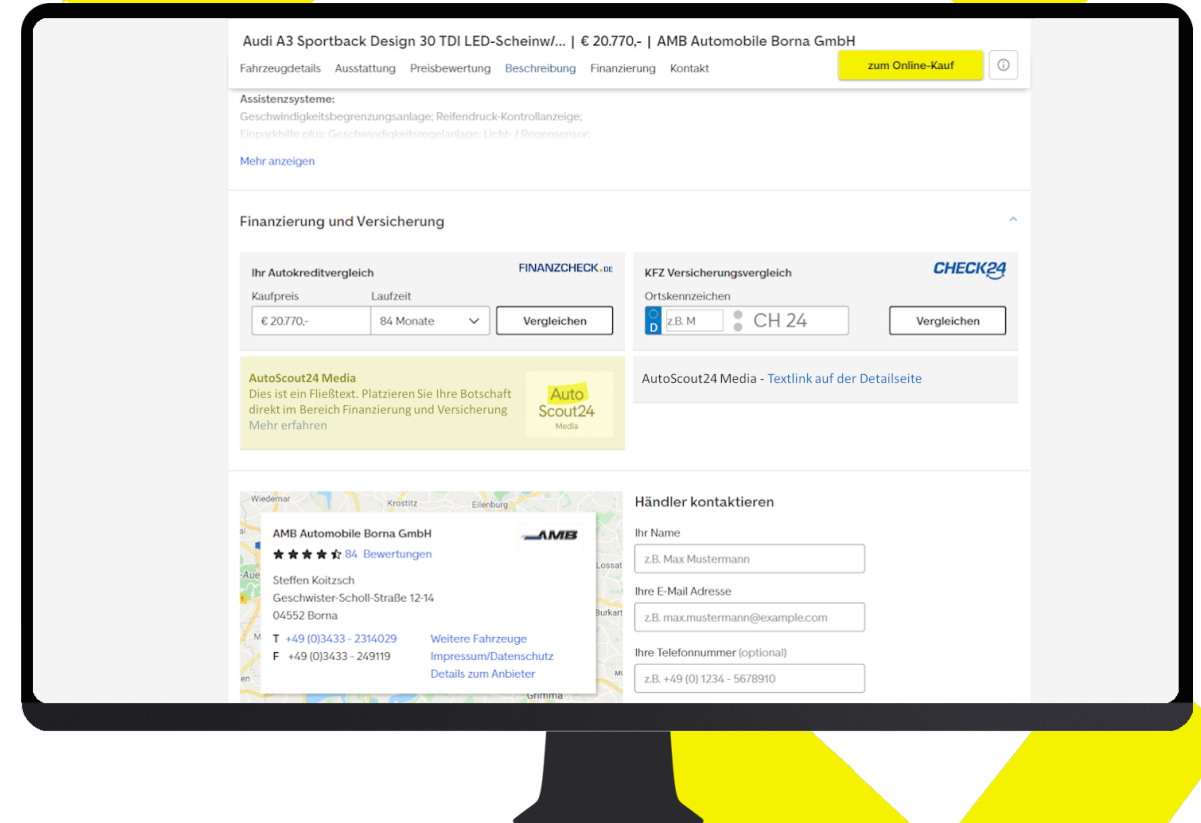 Audi A3 Sportback Design 30 TDI LED-Scheinw/... | € 20.770,- | AMB Automobile Borna GmbH
Fahrzeugdetails Ausstattung Preisbewertung Beschreibung Finanzierung Kontakt
zum Online-Kauf
Assistenzsysteme:
Geschwindigkeitsbegrenzungsanlage; Reifendruck-Kontrollanzeige;
Einparkhilfe plus; Geschwindigkeitsregelanlage; Licht- / Regensensor;
Mehr anzeigen
Finanzierung und Versicherung
Ihr Autokreditvergleich
FINANZCHECK.DE
Kaufpreis Laufzeit
€ 20.770,- 84 Monate Vergleichen
KFZ Versicherungsvergleich
CHECK24
Ortskennzeichen
D z.B. M CH 24 Vergleichen
AutoScout24 Media
Dies ist ein Fließtext. Platzieren Sie Ihre Botschaft
direkt im Bereich Finanzierung und Versicherung
Mehr erfahren
Auto
Scout24
Media
AutoScout24 Media - Textlink auf der Detailseite
Wiedemar
Krostitz
Eilenburg
AMB Automobile Borna GmbH
AMB
84 Bewertungen
Steffen Koitzsch
Geschwister-Scholl-Straße 12-14
04552 Borna
T +49 (0)3433 - 2314029 Weitere Fahrzeuge
F +49 (0)3433 - 249119 Impressum/Datenschutz
Details zum Anbieter
Lossat
Burkart
Grimma
Händler kontaktieren
Ihr Name
z.B. Max Mustermann
Ihre E-Mail Adresse
z.B. max.mustermann@example.com
Ihre Telefonnummer (optional)
z.B. +49 (0) 1234 - 5678910